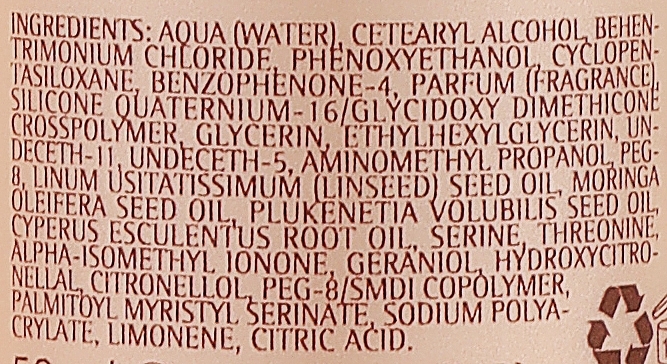 INGREDIENTS: AQUA (WATER), CETEARYL ALCOHOL, BEHEN-
TRIMONIUM CHLORIDE, PHENOXYETHANOL, CYCLOPEN-
TASILOXANE, BENZOPHENONE-4, PARFUM (FRAGRANCE),
SILICONE QUATERNIUM-16/GLYCIDOXY DIMETHICONE
CROSSPOLYMER, GLYCERIN, ETHYLHEXYLGLYCERIN, UN-
DECETH-11, UNDECETH-5, AMINOMETHYL PROPANOL, PEG-
8, LINUM USITATISSIMUM (LINSEED) SEED OIL, MORINGA
OLEIFERA SEED OIL, PLUKENETIA VOLUBILIS SEED OIL,
CYPERUS ESCULENTUS ROOT OIL, SERINE, THREONINE,
ALPHA-ISOMETHYL IONONE, GERANIOL, HYDROXYCITRO-
NELLAL, CITRONELLOL, PEG-8/SMDI COPOLYMER,
PALMITOYL MYRISTYL SERINATE, SODIUM POLYA-
CRYLATE, LIMONENE, CITRIC ACID.